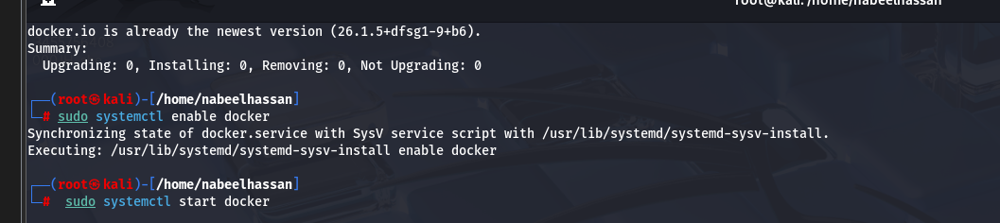 root@kali: /home/nabeelhassan
docker.io is already the newest version (26.1.5+dfsg1-9+b6).
Summary:
  Upgrading: 0, Installing: 0, Removing: 0, Not Upgrading: 0
┌──(root㉿kali)-[/home/nabeelhassan]
└─# sudo systemctl enable docker
Synchronizing state of docker.service with SysV service script with /usr/lib/systemd/systemd-sysv-install.
Executing: /usr/lib/systemd/systemd-sysv-install enable docker
┌──(root㉿kali)-[/home/nabeelhassan]
└─#  sudo systemctl start docker